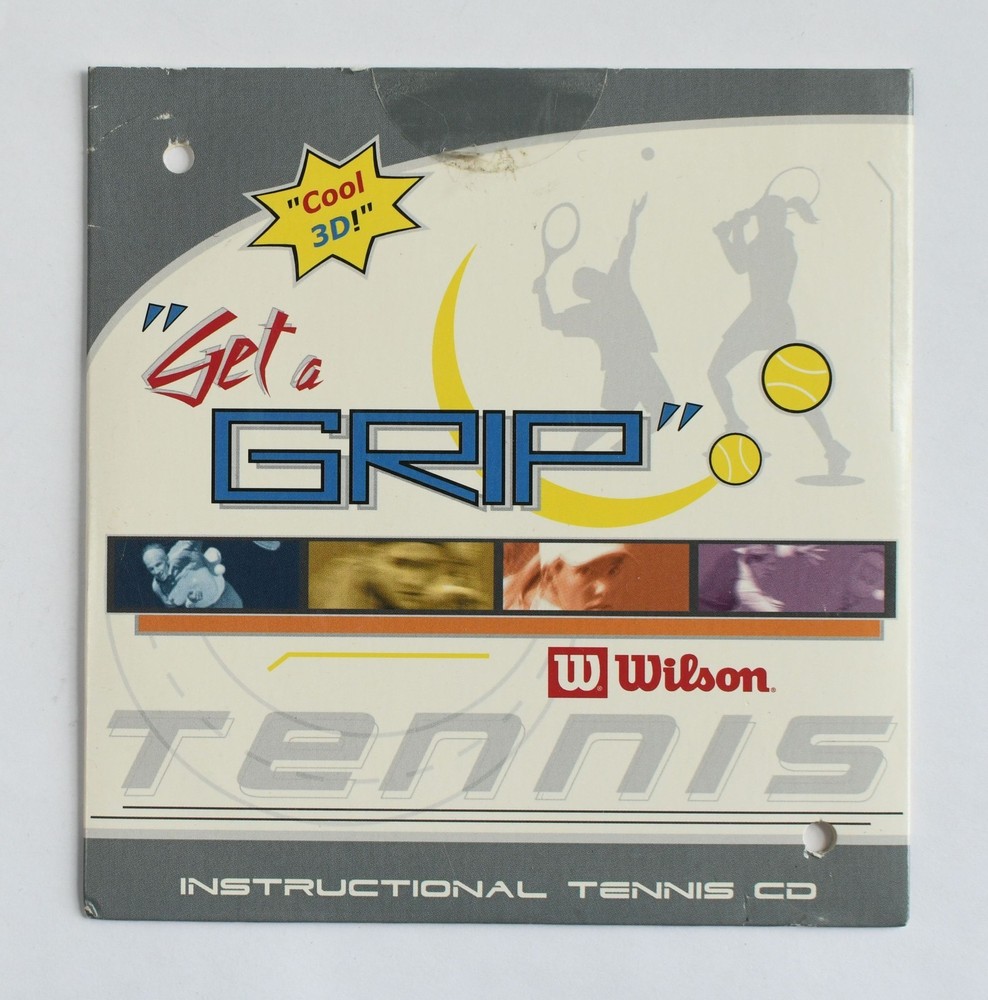 "Cool
3D!"
"Get a
GRIP"
W Wilson
TENNIS
INSTRUCTIONAL TENNIS CD